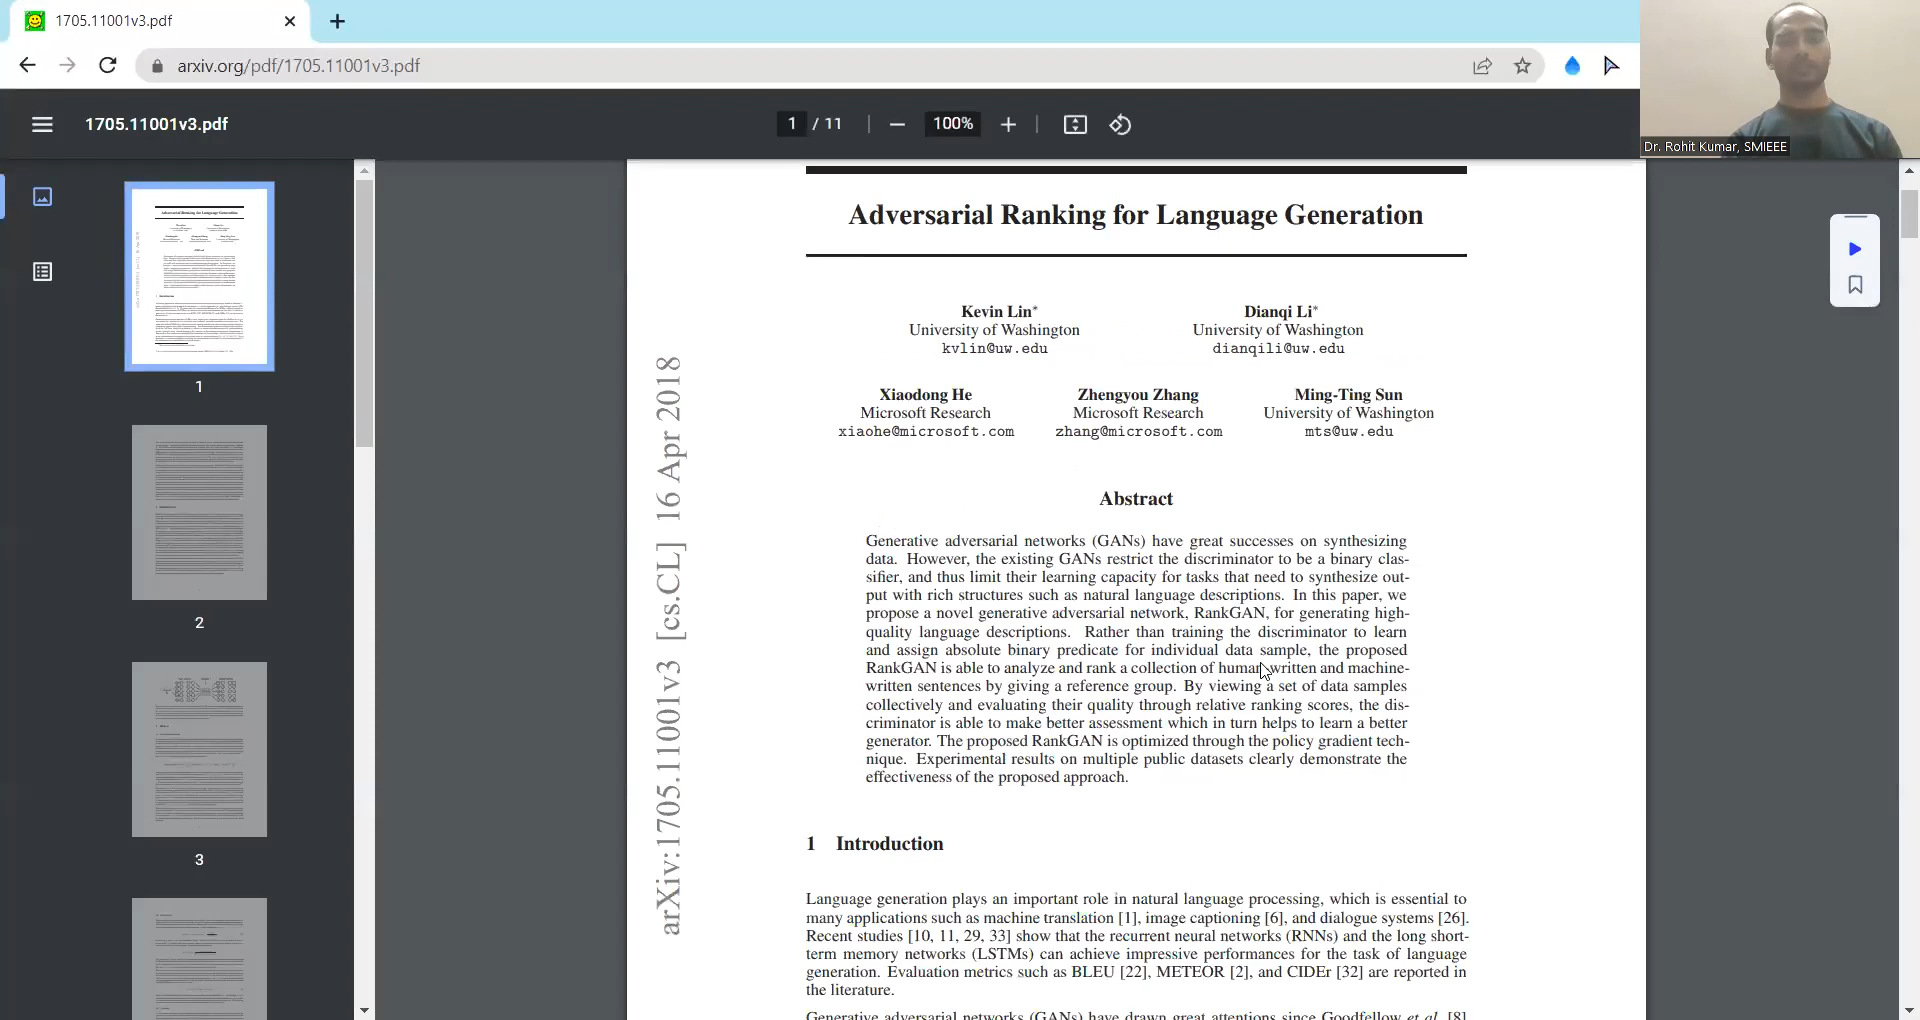 1705.11001v3.pdf
arxiv.org/pdf/1705.11001v3.pdf
1705.11001v3.pdf
1 / 11
100%
Dr. Rohit Kumar, SMIEEE
1
2
3
Adversarial Ranking for Language Generation
Kevin Lin*
University of Washington
kvlin@uw.edu
Dianqi Li*
University of Washington
dianqili@uw.edu
Xiaodong He
Microsoft Research
xiaohe@microsoft.com
Zhengyou Zhang
Microsoft Research
zhang@microsoft.com
Ming-Ting Sun
University of Washington
mts@uw.edu
arXiv:1705.11001v3 [cs.CL] 16 Apr 2018
Abstract
Generative adversarial networks (GANs) have great successes on synthesizing
data. However, the existing GANs restrict the discriminator to be a binary clas-
sifier, and thus limit their learning capacity for tasks that need to synthesize out-
put with rich structures such as natural language descriptions. In this paper, we
propose a novel generative adversarial network, RankGAN, for generating high-
quality language descriptions. Rather than training the discriminator to learn
and assign absolute binary predicate for individual data sample, the proposed
RankGAN is able to analyze and rank a collection of human-written and machine-
written sentences by giving a reference group. By viewing a set of data samples
collectively and evaluating their quality through relative ranking scores, the dis-
criminator is able to make better assessment which in turn helps to learn a better
generator. The proposed RankGAN is optimized through the policy gradient tech-
nique. Experimental results on multiple public datasets clearly demonstrate the
effectiveness of the proposed approach.
1 Introduction
Language generation plays an important role in natural language processing, which is essential to
many applications such as machine translation [1], image captioning [6], and dialogue systems [26].
Recent studies [10, 11, 29, 33] show that the recurrent neural networks (RNNs) and the long short-
term memory networks (LSTMs) can achieve impressive performances for the task of language
generation. Evaluation metrics such as BLEU [22], METEOR [2], and CIDEr [32] are reported in
the literature.
Generative adversarial networks (GANs) have drawn great attentions since Goodfellow et al. [8]